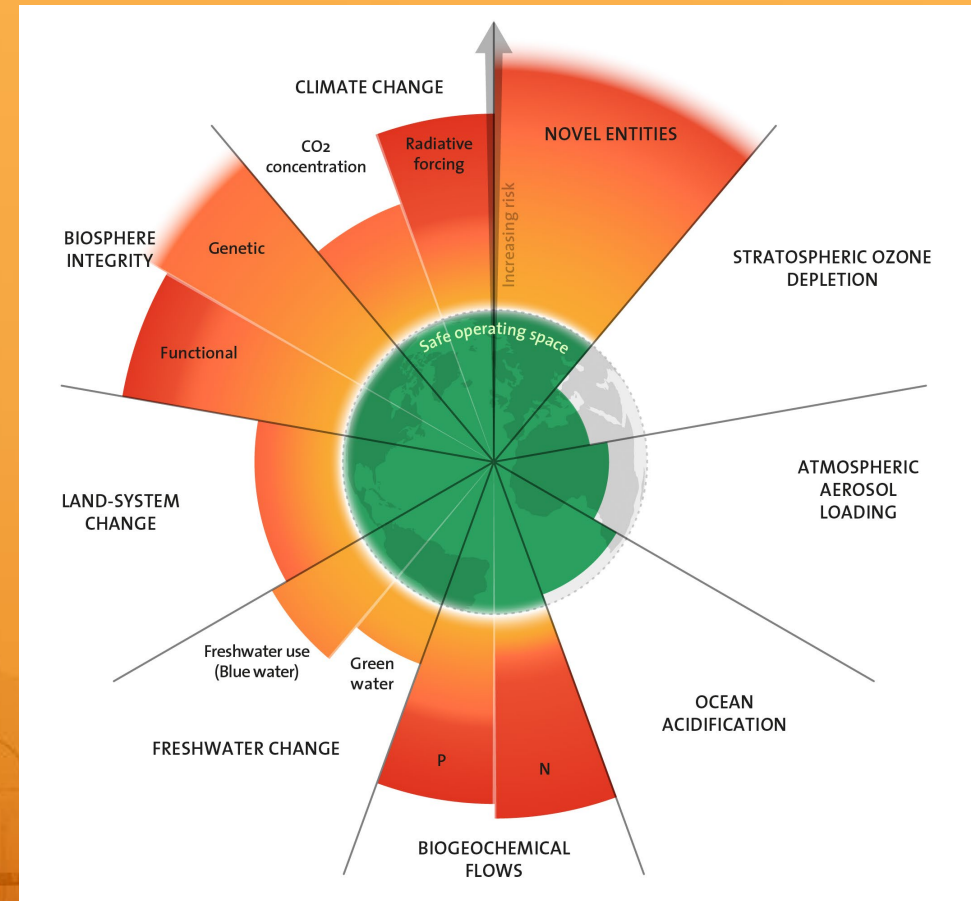 CLIMATE CHANGE
CO2
concentration
Radiative
forcing
NOVEL ENTITIES
Increasing risk
STRATOSPHERIC OZONE
DEPLETION
BIOSPHERE
INTEGRITY
Genetic
Functional
Safe operating space
ATMOSPHERIC
AEROSOL
LOADING
LAND-SYSTEM
CHANGE
Freshwater use
(Blue water)
Green
water
FRESHWATER CHANGE
OCEAN
ACIDIFICATION
P
N
BIOGEOCHEMICAL
FLOWS